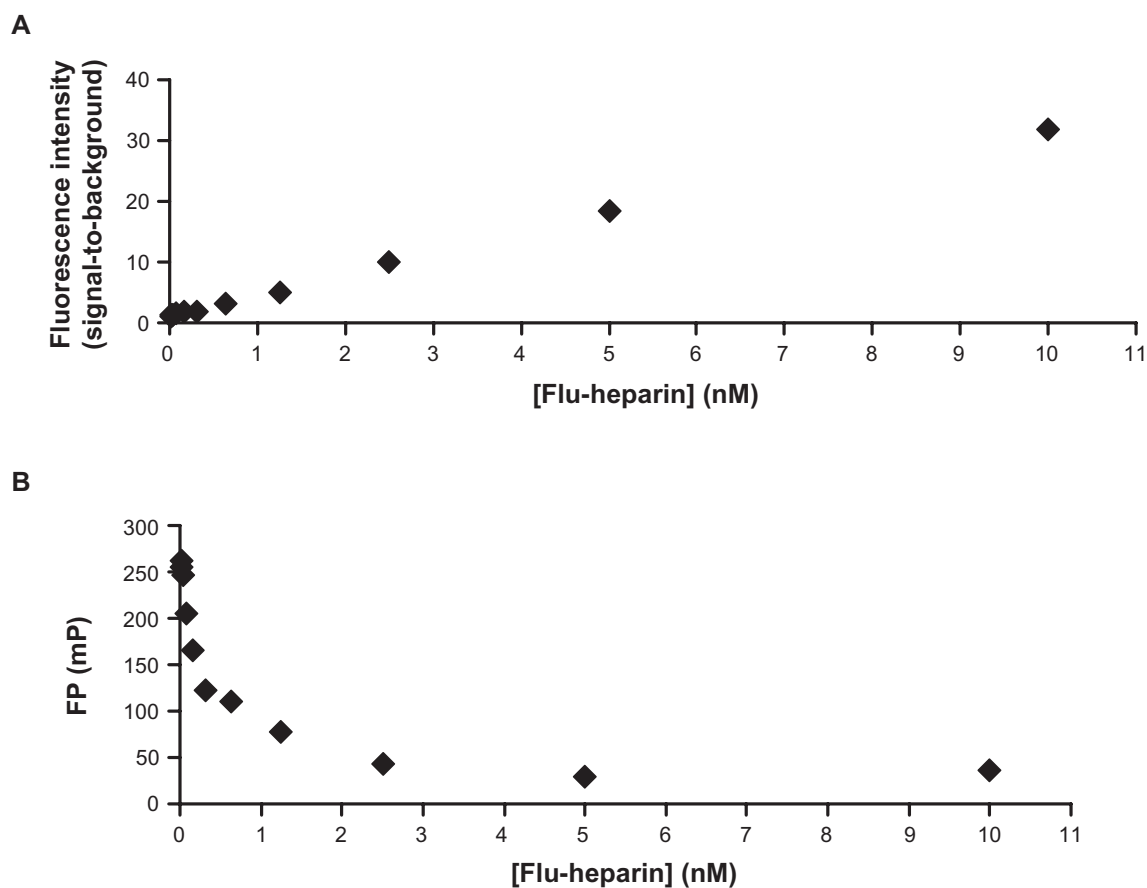 A
Fluorescence intensity
(signal-to-background)
40
30
20
10
0
0 1 2 3 4 5 6 7 8 9 10 11
[Flu-heparin] (nM)
B
FP (mP)
300
250
200
150
100
50
0
0 1 2 3 4 5 6 7 8 9 10 11
[Flu-heparin] (nM)